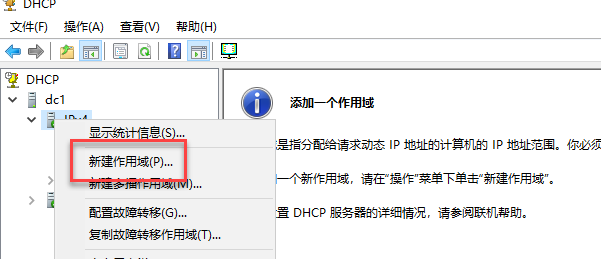 DHCP
文件(F) 操作(A) 查看(V) 帮助(H)
DHCP
dc1
IPv4
显示统计信息(S)...
新建作用域(P)...
新建多播作用域(M)...
配置故障转移(G)...
复制故障转移作用域(T)...
添加一个作用域
是指分配给请求动态 IP 地址的计算机的 IP 地址范围。你必须
一个新作用域，请在“操作”菜单下单击“新建作用域”。
置 DHCP 服务器的详细情况，请参阅联机帮助。